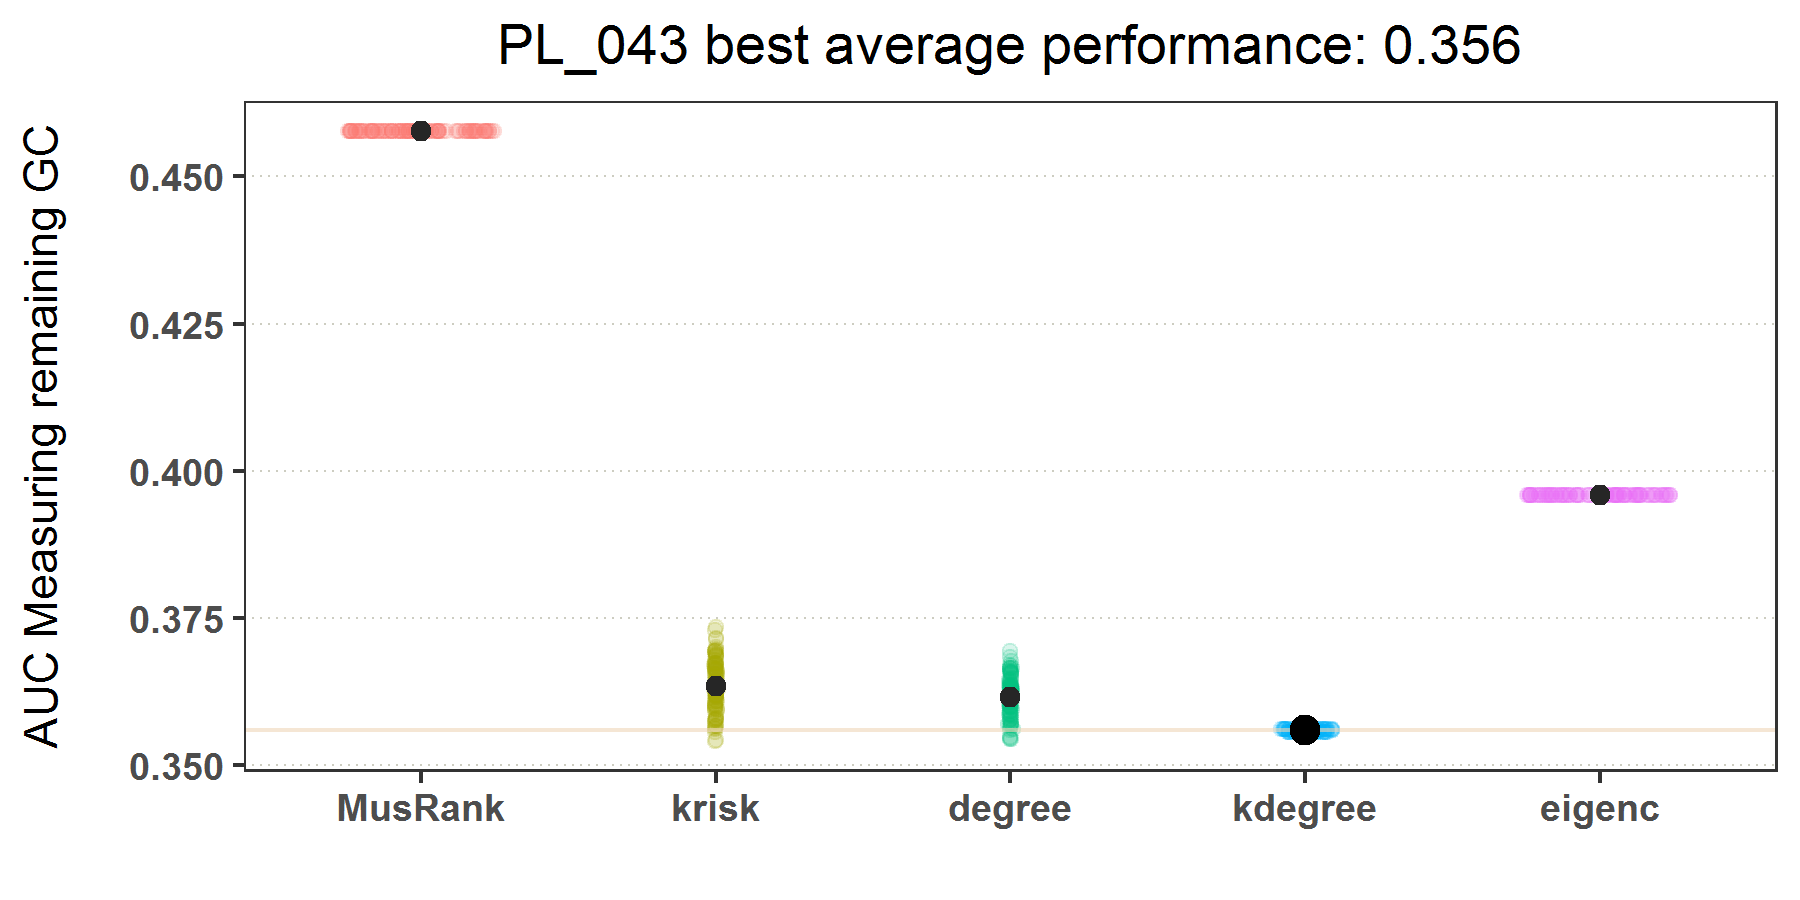 PL_043 best average performance: 0.356
AUC Measuring remaining GC
0.450
0.425
0.400
0.375
0.350
MusRank krisk degree kdegree eigenc